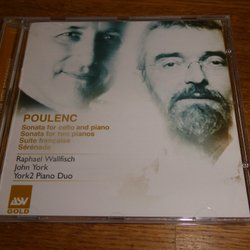 POULENC
Sonata for cello and piano
Sonata for two pianos
Suite française
Sérénade
Raphael Wallfisch
John York
York2 Piano Duo
ASV
GOLD